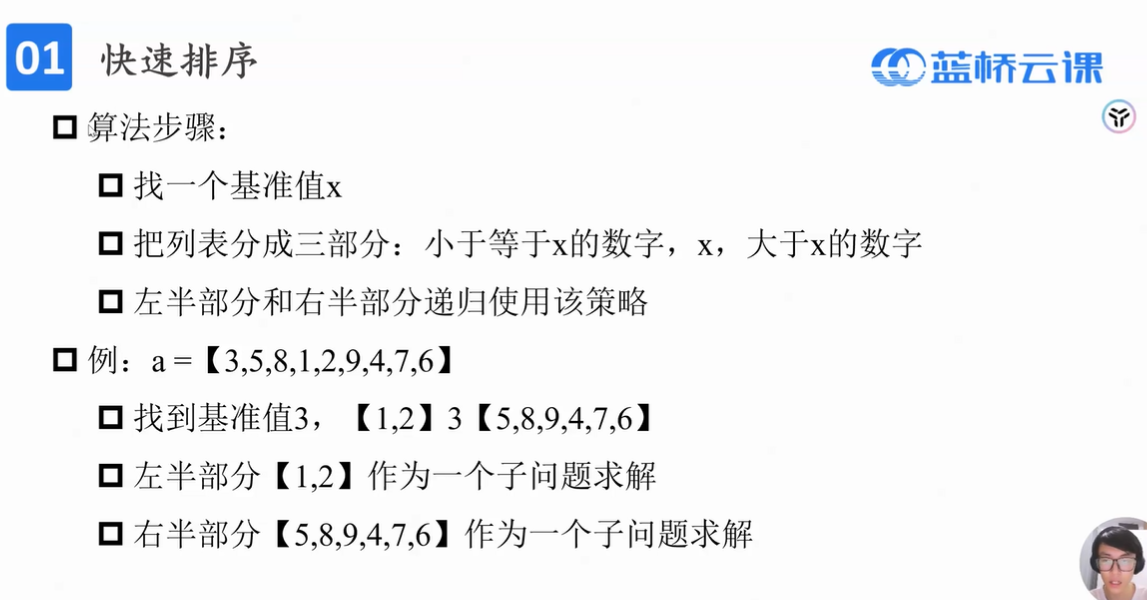 01 快速排序
蓝桥云课
算法步骤：
找一个基准值x
把列表分成三部分：小于等于x的数字，x，大于x的数字
左半部分和右半部分递归使用该策略
例：a =【3,5,8,1,2,9,4,7,6】
找到基准值3，【1,2】3【5,8,9,4,7,6】
左半部分【1,2】作为一个子问题求解
右半部分【5,8,9,4,7,6】作为一个子问题求解